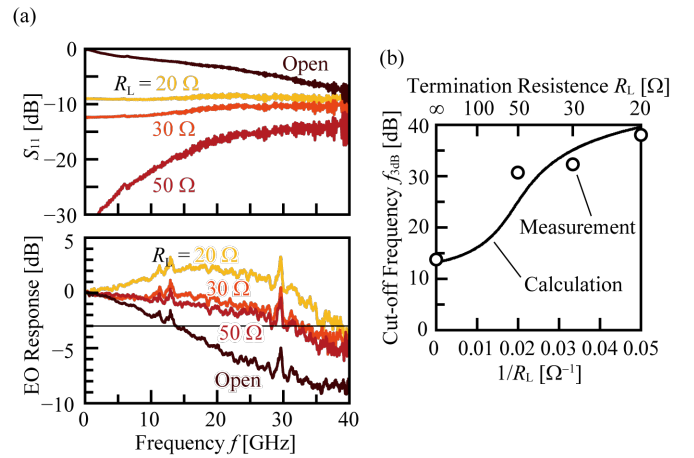 (a)
0
-10
-20
-30
S11 [dB]
Open
RL = 20 Ω
30 Ω
50 Ω
5
0
-5
-10
EO Response [dB]
RL = 20 Ω
30 Ω
50 Ω
Open
0
10
20
30
40
Frequency f [GHz]
(b)
Termination Resistence RL [Ω]
∞
100
50
30
20
40
30
20
10
0
Cut-off Frequency f3dB [dB]
Measurement
Calculation
0
0.01
0.02
0.03
0.04
0.05
1/RL [Ω⁻¹]